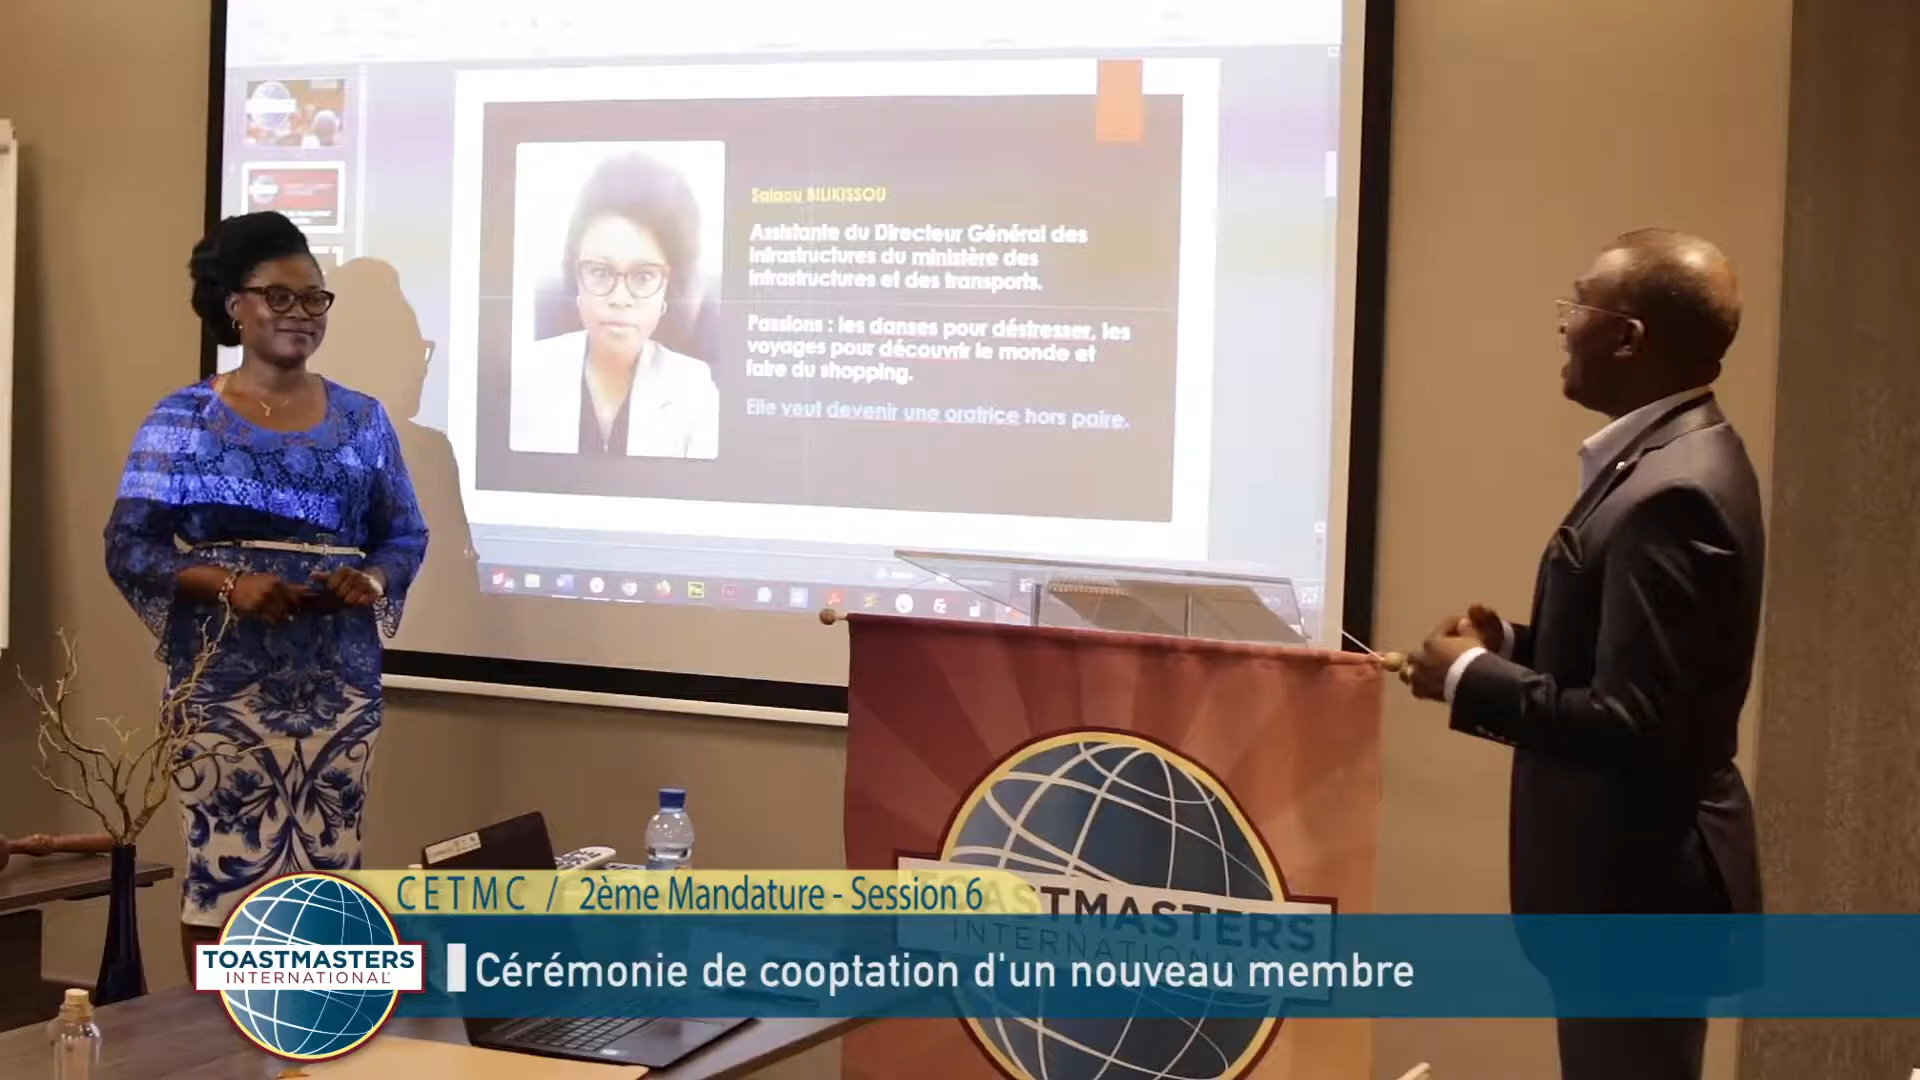 Salaou BILIKISSOU
Assistante du Directeur Général des
infrastructures du ministère des
infrastructures et des transports.
Passions : les danses pour déstresser, les
voyages pour découvrir le monde et
faire du shopping.
Elle veut devenir une oratrice hors paire.
TOASTMASTERS
INTERNATIONAL
CETMC / 2ème Mandature - Session 6
Cérémonie de cooptation d'un nouveau membre
TOASTMASTERS
INTERNATIONAL